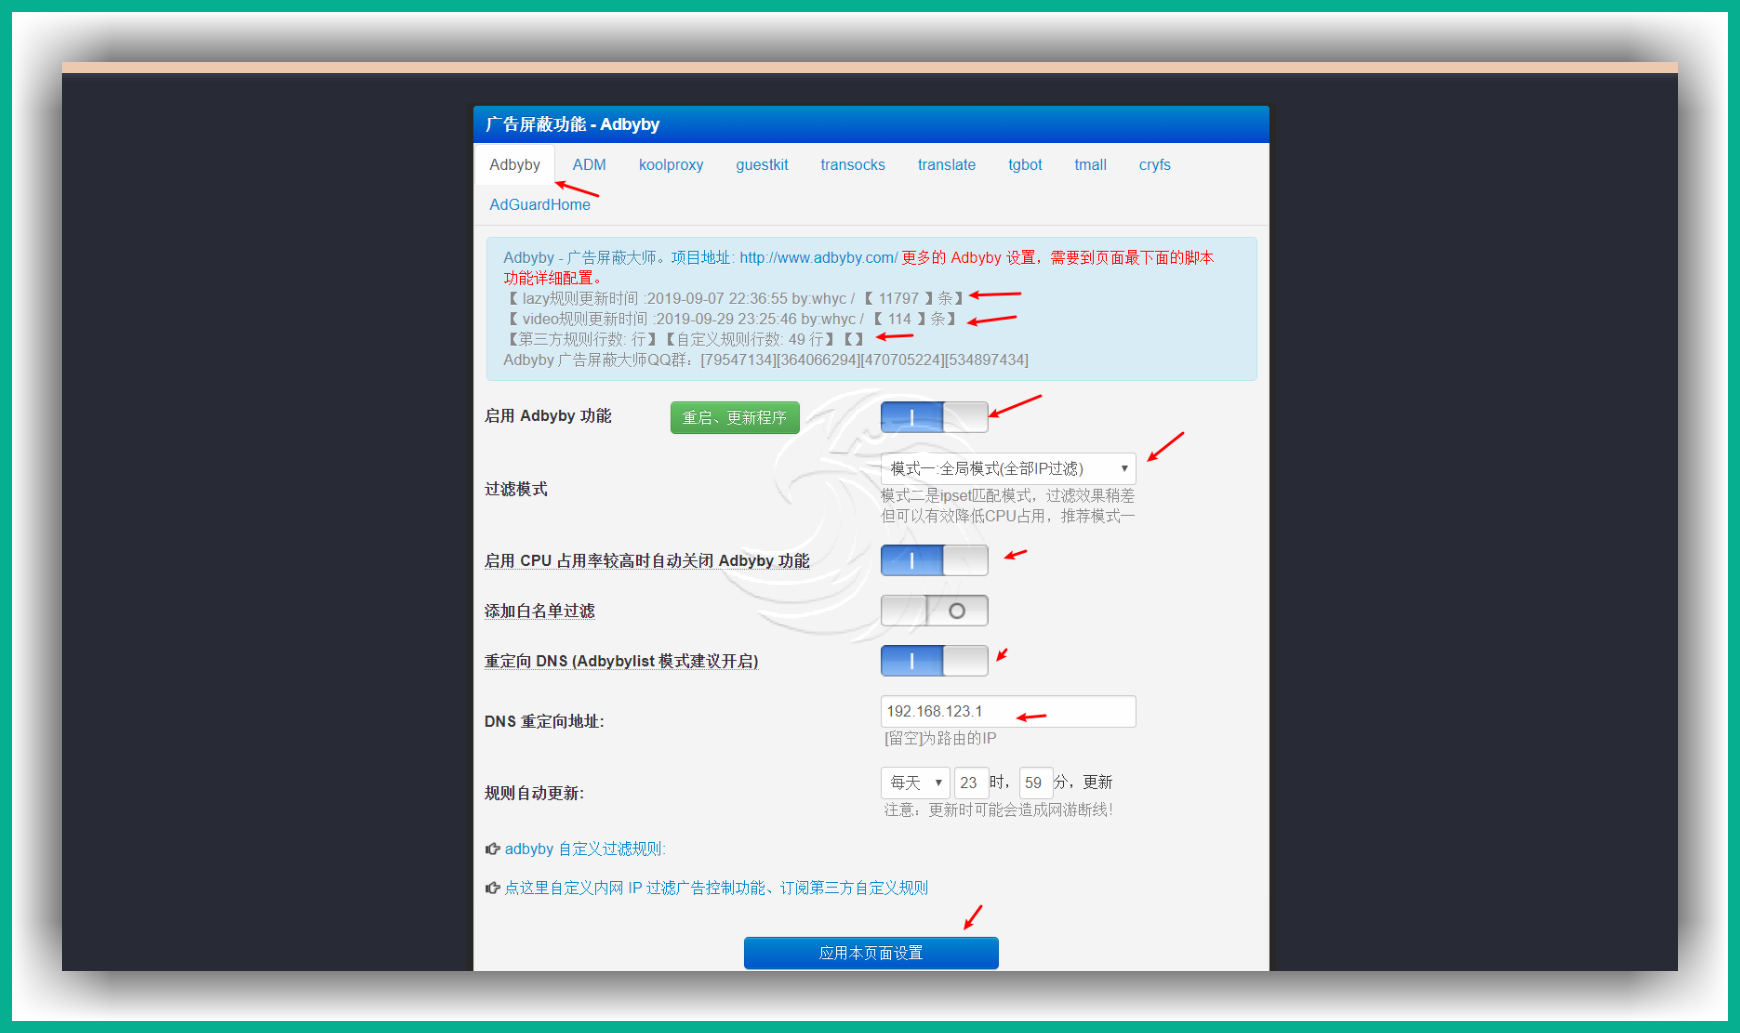 广告屏蔽功能 - Adbyby
Adbyby ADM koolproxy guestkit transocks translate tgbot tmall cryfs
AdGuardHome
Adbyby - 广告屏蔽大师。项目地址: http://www.adbyby.com/ 更多的 Adbyby 设置，需要到页面最下面的脚本
功能详细配置。
【 lazy规则更新时间 :2019-09-07 22:36:55 by:whyc / 【 11797 】条】
【 video规则更新时间 :2019-09-29 23:25:46 by:whyc / 【 114 】条】
【第三方规则行数: 行】【自定义规则行数: 49 行】【】
Adbyby 广告屏蔽大师QQ群：[79547134][364066294][470705224][534897434]
启用 Adbyby 功能 重启、更新程序
模式一:全局模式(全部IP过滤)
过滤模式
模式二是ipset匹配模式，过滤效果稍差
但可以有效降低CPU占用，推荐模式一
启用 CPU 占用率较高时自动关闭 Adbyby 功能
添加白名单过滤
重定向 DNS (Adbybylist 模式建议开启)
DNS 重定向地址: 192.168.123.1
[留空]为路由的IP
规则自动更新: 每天 23 时， 59 分，更新
注意：更新时可能会造成网游断线！
adbyby 自定义过滤规则:
点这里自定义内网 IP 过滤广告控制功能、订阅第三方自定义规则
应用本页面设置